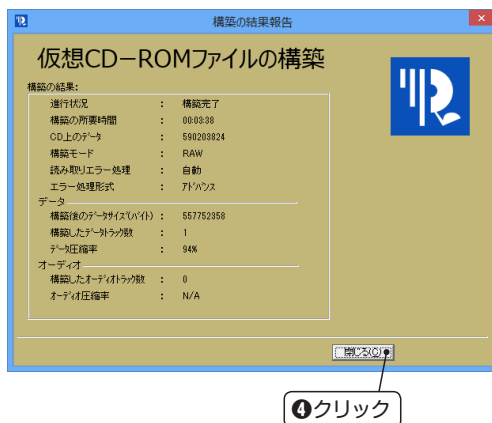 構築の結果報告
仮想CD－ROMファイルの構築
構築の結果:
進行状況 : 構築完了
構築の所要時間 : 00:03:38
CD上のﾃﾞｰﾀ : 590203824
構築モード : RAW
読み取りエラー処理 : 自動
エラー処理形式 : ｱﾄﾞﾊﾞﾝｽ
データ
構築後のﾃﾞｰﾀｻｲｽﾞ(ﾊﾞｲﾄ) : 557752358
構築したﾃﾞｰﾀﾄﾗｯｸ数 : 1
ﾃﾞｰﾀ圧縮率 : 94%
オーディオ
構築したｵｰﾃﾞｨｵﾄﾗｯｸ数 : 0
ｵｰﾃﾞｨｵ圧縮率 : N/A
閉じる(C)
❹クリック